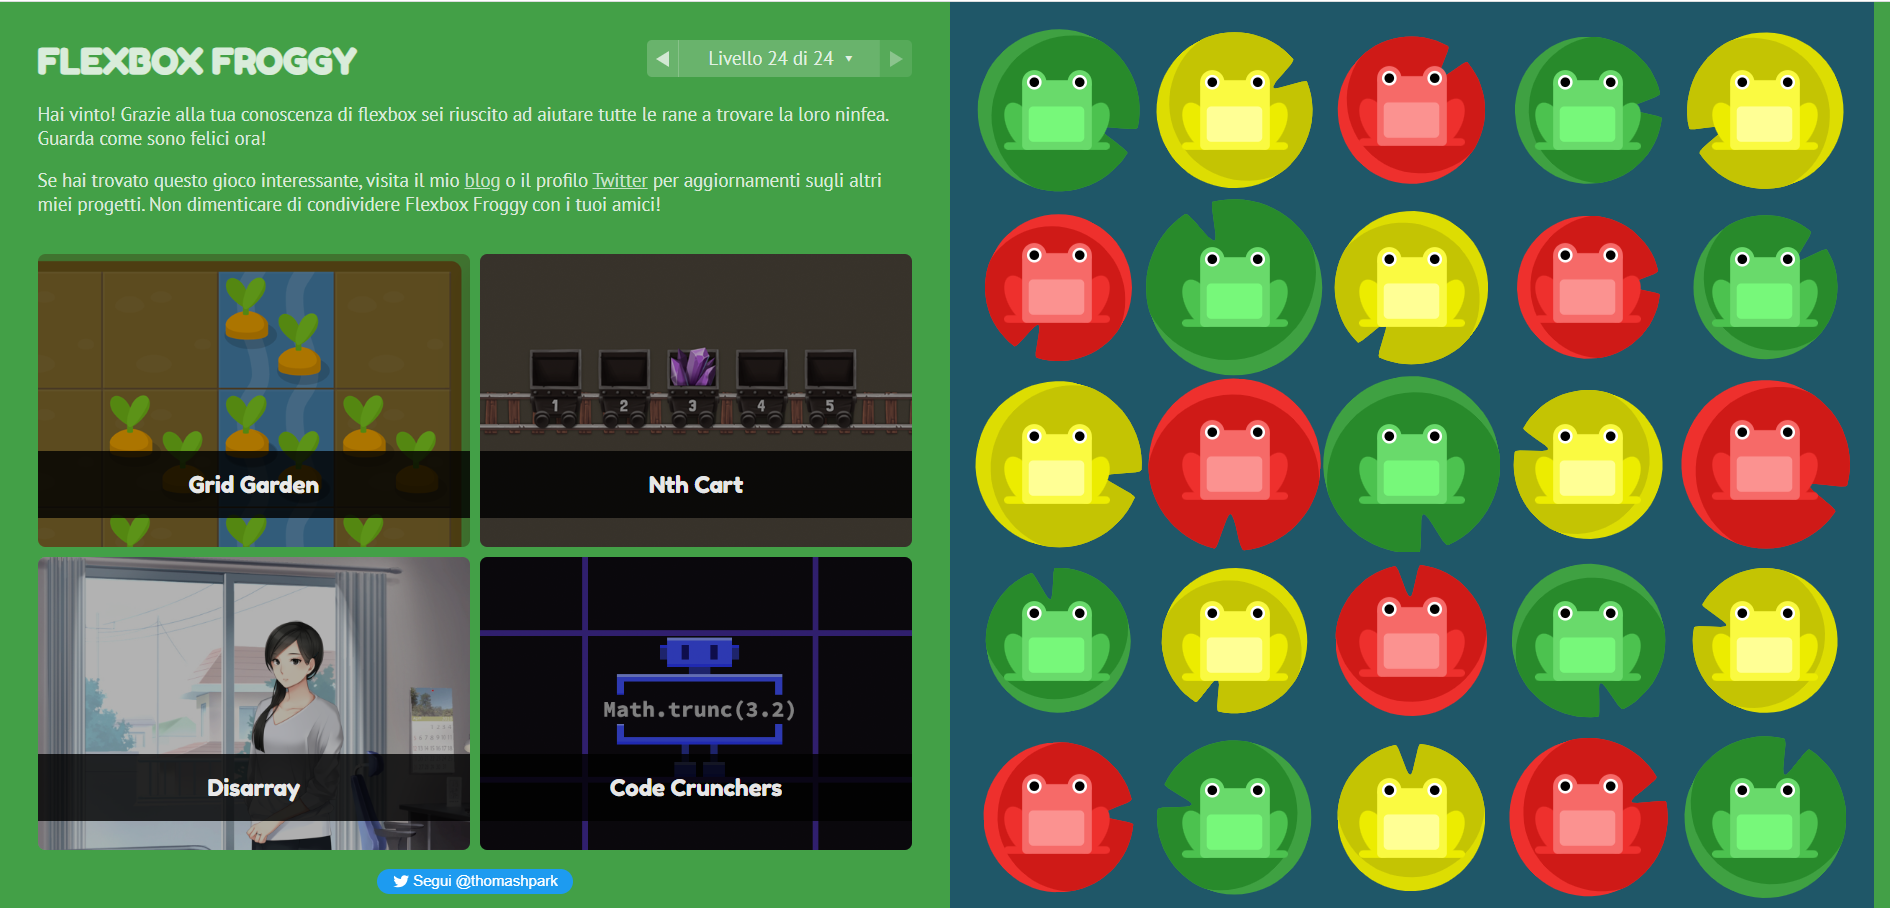 FLEXBOX FROGGY
Livello 24 di 24
Hai vinto! Grazie alla tua conoscenza di flexbox sei riuscito ad aiutare tutte le rane a trovare la loro ninfea.
Guarda come sono felici ora!
Se hai trovato questo gioco interessante, visita il mio blog o il profilo Twitter per aggiornamenti sugli altri
miei progetti. Non dimenticare di condividere Flexbox Froggy con i tuoi amici!
1 2 3 4 5
Grid Garden
Nth Cart
Math.trunc(3.2)
Disarray
Code Crunchers
Segui @thomashpark